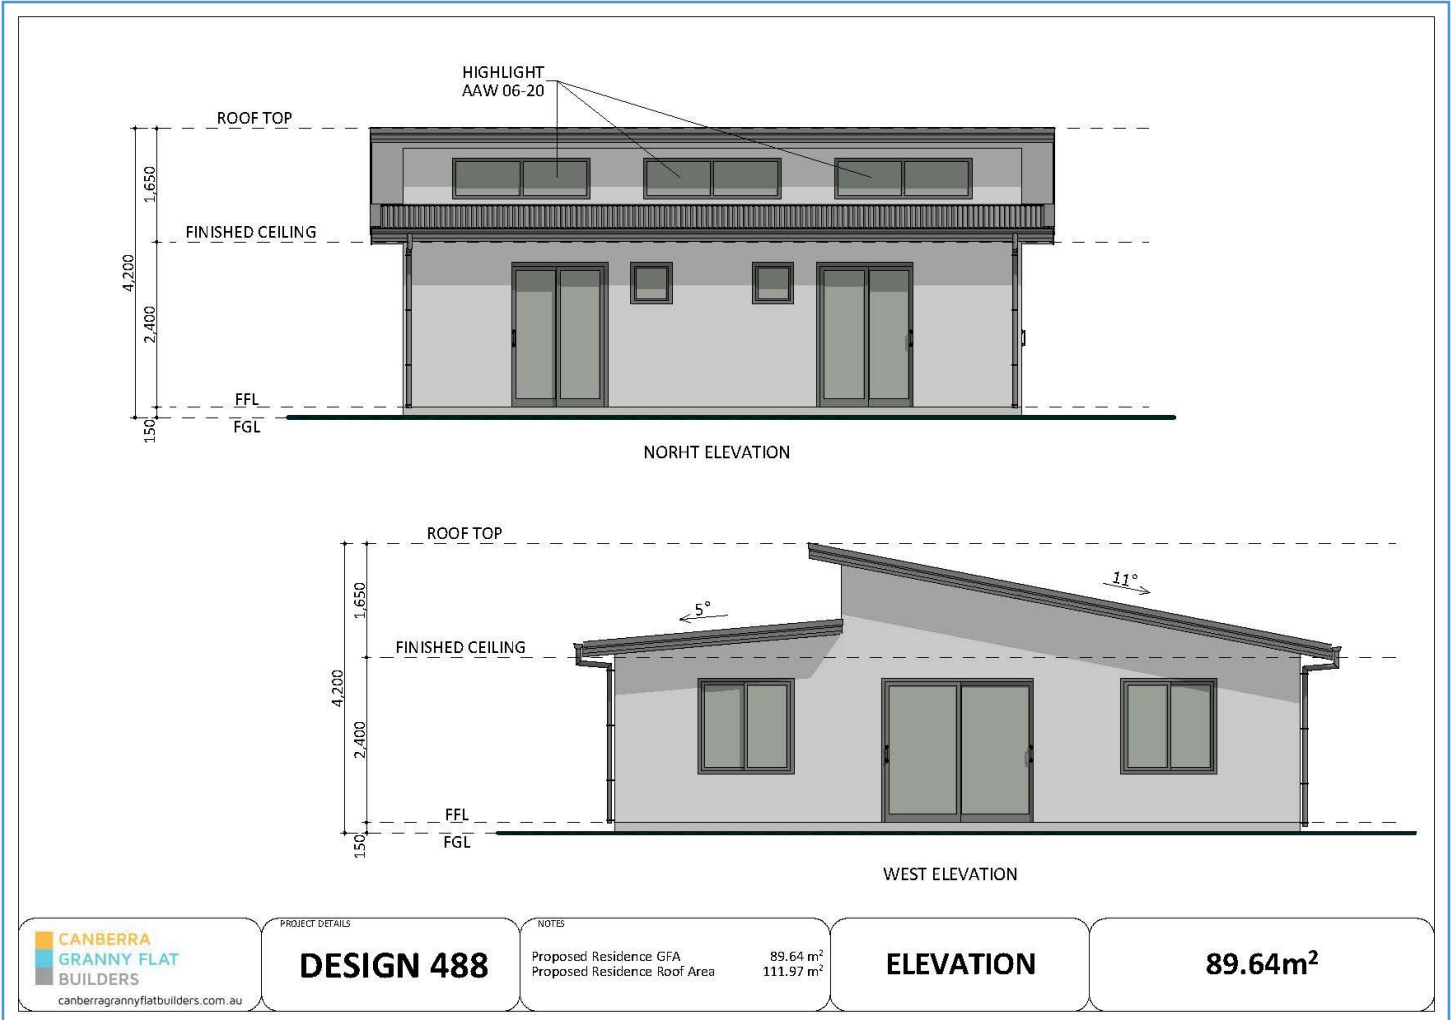 HIGHLIGHT
AAW 06-20
ROOF TOP
1,650
FINISHED CEILING
4,200
2,400
FFL
150
FGL
NORHT ELEVATION
ROOF TOP
11°
1,650
5°
FINISHED CEILING
4,200
2,400
FFL
150
FGL
WEST ELEVATION
CANBERRA
GRANNY FLAT
BUILDERS
canberragrannyflatbuilders.com.au
PROJECT DETAILS
DESIGN 488
NOTES
Proposed Residence GFA 89.64 m²
Proposed Residence Roof Area 111.97 m²
ELEVATION
89.64m²